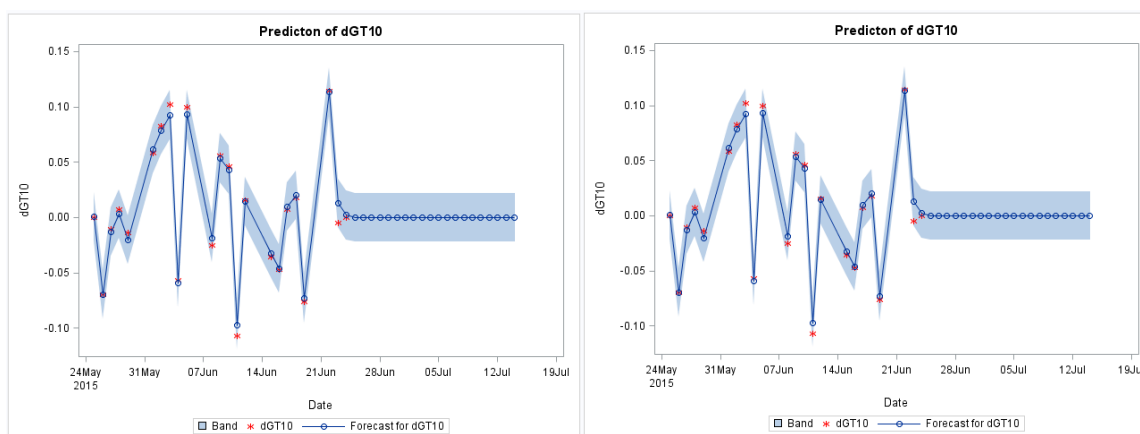 Predicton of dGT10
0.15
0.10
0.05
0.00
-0.05
-0.10
dGT10
24May 31May 07Jun 14Jun 21Jun 28Jun 05Jul 12Jul 19Jul
2015
Date
Band dGT10 Forecast for dGT10
Predicton of dGT10
0.15
0.10
0.05
0.00
-0.05
-0.10
dGT10
24May 31May 07Jun 14Jun 21Jun 28Jun 05Jul 12Jul 19Jul
2015
Date
Band dGT10 Forecast for dGT10